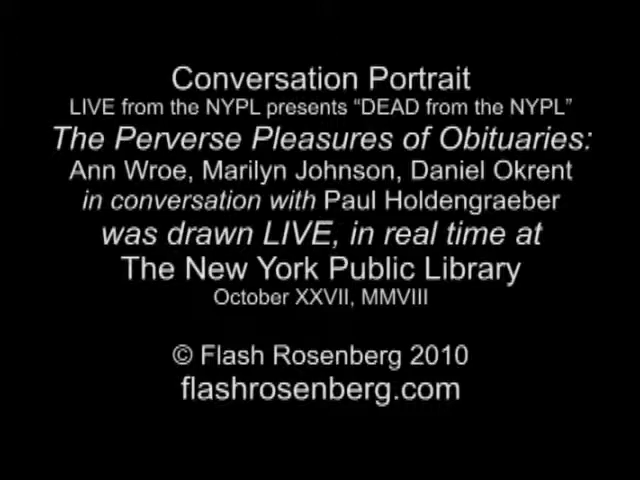 Conversation Portrait
LIVE from the NYPL presents “DEAD from the NYPL”
The Perverse Pleasures of Obituaries:
Ann Wroe, Marilyn Johnson, Daniel Okrent
in conversation with Paul Holdengraeber
was drawn LIVE, in real time at
The New York Public Library
October XXVII, MMVIII
© Flash Rosenberg 2010
flashrosenberg.com